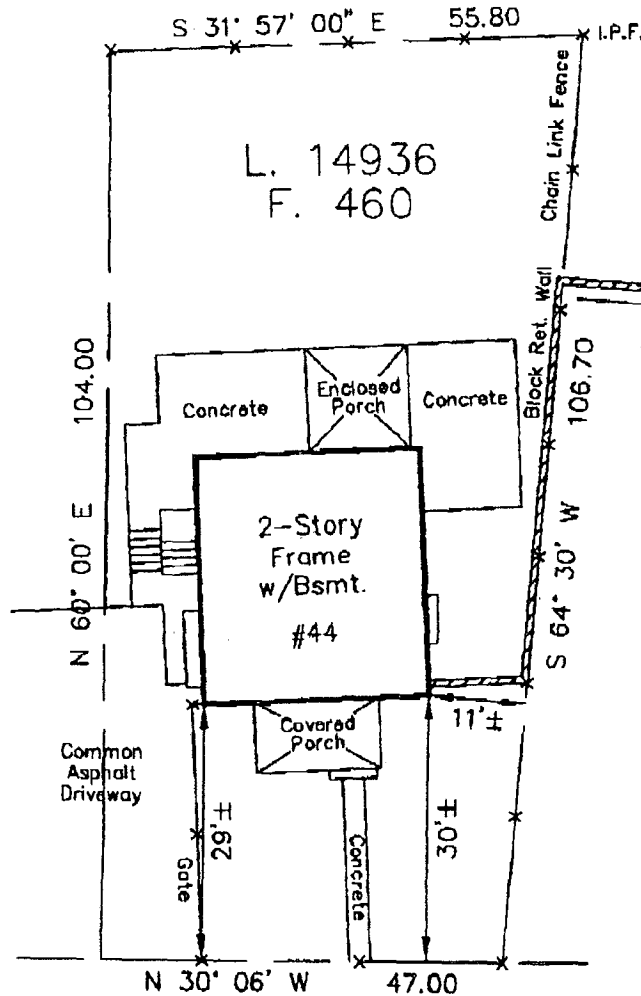 S 31° 57' 00" E
55.80
I.P.F.
Chain Link Fence
L. 14936
F. 460
Block Ret. Wall
104.00
106.70
Concrete
Enclosed
Porch
Concrete
2-Story
Frame
w/Bsmt.
#44
N 60° 00' E
S 64° 30' W
11'±
Covered
Porch
Common
Asphalt
Driveway
29'±
30'±
Gate
Concrete
N 30° 06' W
47.00